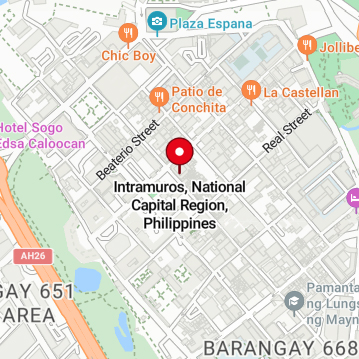 Plaza Espana
Chic Boy
Jollibe
Patio de
Conchita
La Castellan
Hotel Sogo
Edsa Caloocan
Beaterio Street
Real Street
Intramuros, National
Capital Region,
Philippines
AH26
GAY 651
AREA
Pamanta
ng Lungs
ng Mayn
BARANGAY 668